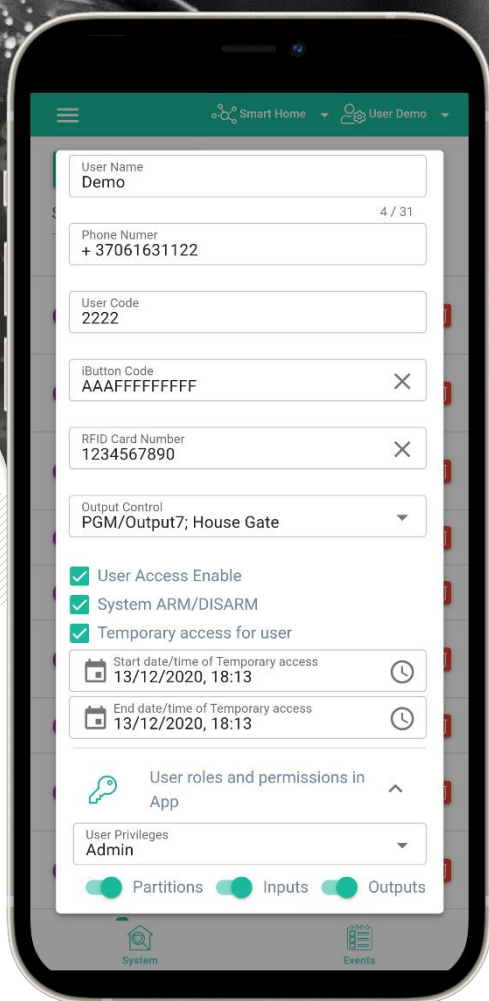 Smart Home
User Demo
User Name
Demo
4 / 31
Phone Numer
+ 37061631122
User Code
2222
iButton Code
AAAFFFFFFFFF
RFID Card Number
1234567890
Output Control
PGM/Output7; House Gate
User Access Enable
System ARM/DISARM
Temporary access for user
Start date/time of Temporary access
13/12/2020, 18:13
End date/time of Temporary access
13/12/2020, 18:13
User roles and permissions in
App
User Privileges
Admin
Partitions Inputs Outputs
System
Events